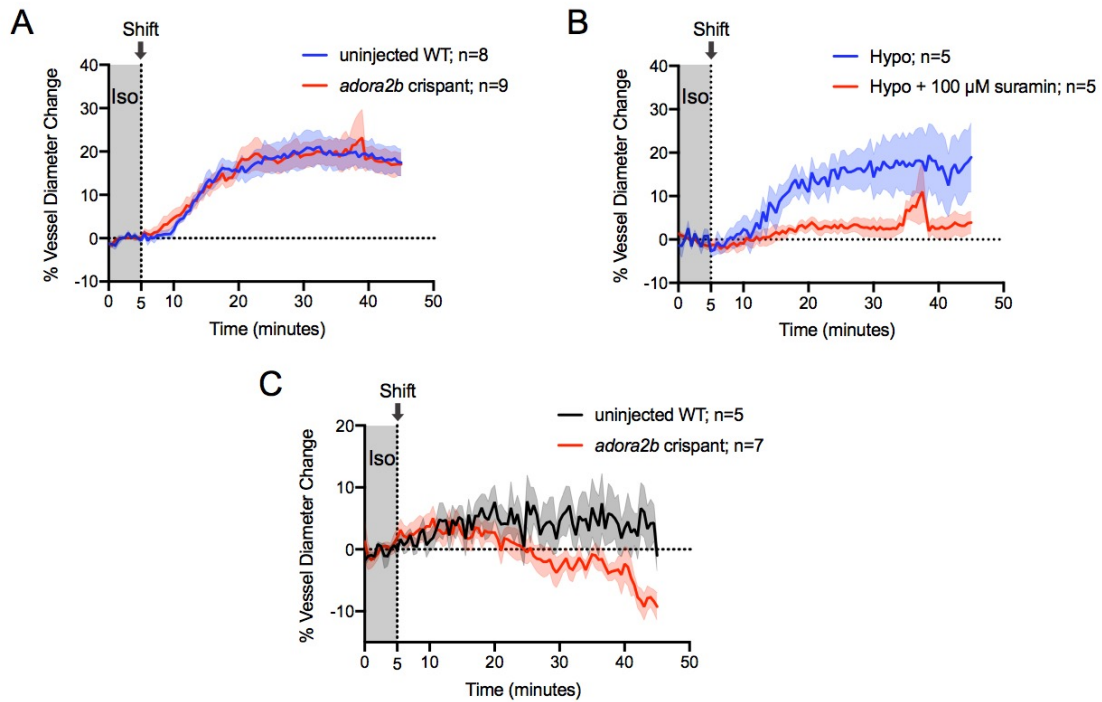 A
Shift
uninjected WT; n=8
adora2b crispant; n=9
% Vessel Diameter Change
40
30
20
10
0
-10
Iso
0 5 10 20 30 40 50
Time (minutes)
B
Shift
Hypo; n=5
Hypo + 100 µM suramin; n=5
% Vessel Diameter Change
40
30
20
10
0
-10
Iso
0 5 10 20 30 40 50
Time (minutes)
C
Shift
uninjected WT; n=5
adora2b crispant; n=7
% Vessel Diameter Change
20
10
0
-10
Iso
0 5 10 20 30 40 50
Time (minutes)